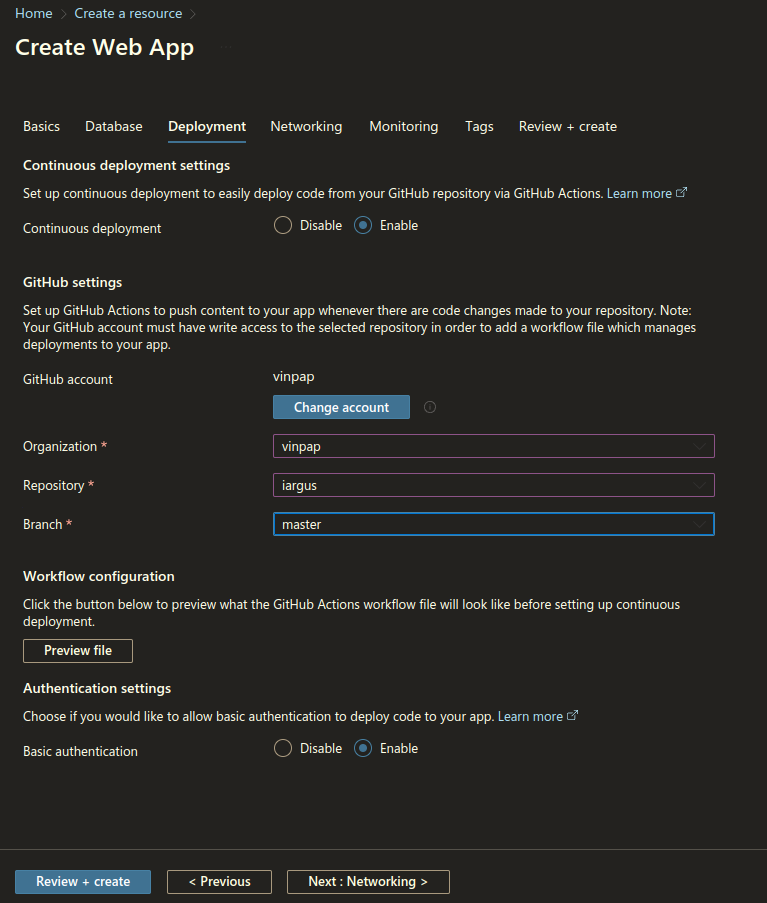 Home > Create a resource >
Create Web App ...
Basics Database Deployment Networking Monitoring Tags Review + create
Continuous deployment settings
Set up continuous deployment to easily deploy code from your GitHub repository via GitHub Actions. Learn more
Continuous deployment Disable Enable
GitHub settings
Set up GitHub Actions to push content to your app whenever there are code changes made to your repository. Note:
Your GitHub account must have write access to the selected repository in order to add a workflow file which manages
deployments to your app.
GitHub account vinpap
Change account
Organization * vinpap
Repository * iargus
Branch * master
Workflow configuration
Click the button below to preview what the GitHub Actions workflow file will look like before setting up continuous
deployment.
Preview file
Authentication settings
Choose if you would like to allow basic authentication to deploy code to your app. Learn more
Basic authentication Disable Enable
Review + create < Previous Next : Networking >